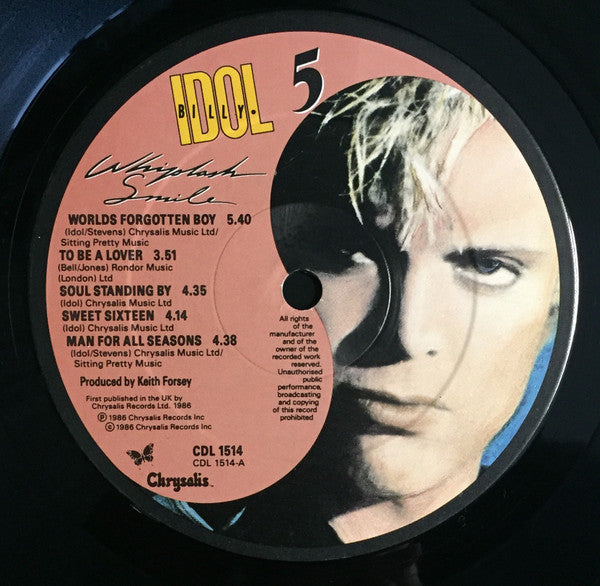 BILLY·
IDOL
5
Whiplash
Smile
WORLDS FORGOTTEN BOY 5.40
(Idol/Stevens) Chrysalis Music Ltd/
Sitting Pretty Music
TO BE A LOVER 3.51
(Bell/Jones) Rondor Music
(London) Ltd
SOUL STANDING BY 4.35
(Idol) Chrysalis Music Ltd
SWEET SIXTEEN 4.14
(Idol) Chrysalis Music Ltd
MAN FOR ALL SEASONS 4.38
(Idol/Stevens) Chrysalis Music Ltd/
Sitting Pretty Music
Produced by Keith Forsey
First published in the UK by
Chrysalis Records Ltd. 1986
℗ 1986 Chrysalis Records Inc
© 1986 Chrysalis Records Inc
CDL 1514
CDL 1514-A
Chrysalis™
All rights
of the
manufacturer
and of the
owner of the
recorded work
reserved.
Unauthorised
public
performance,
broadcasting
and copying
of this record
prohibited